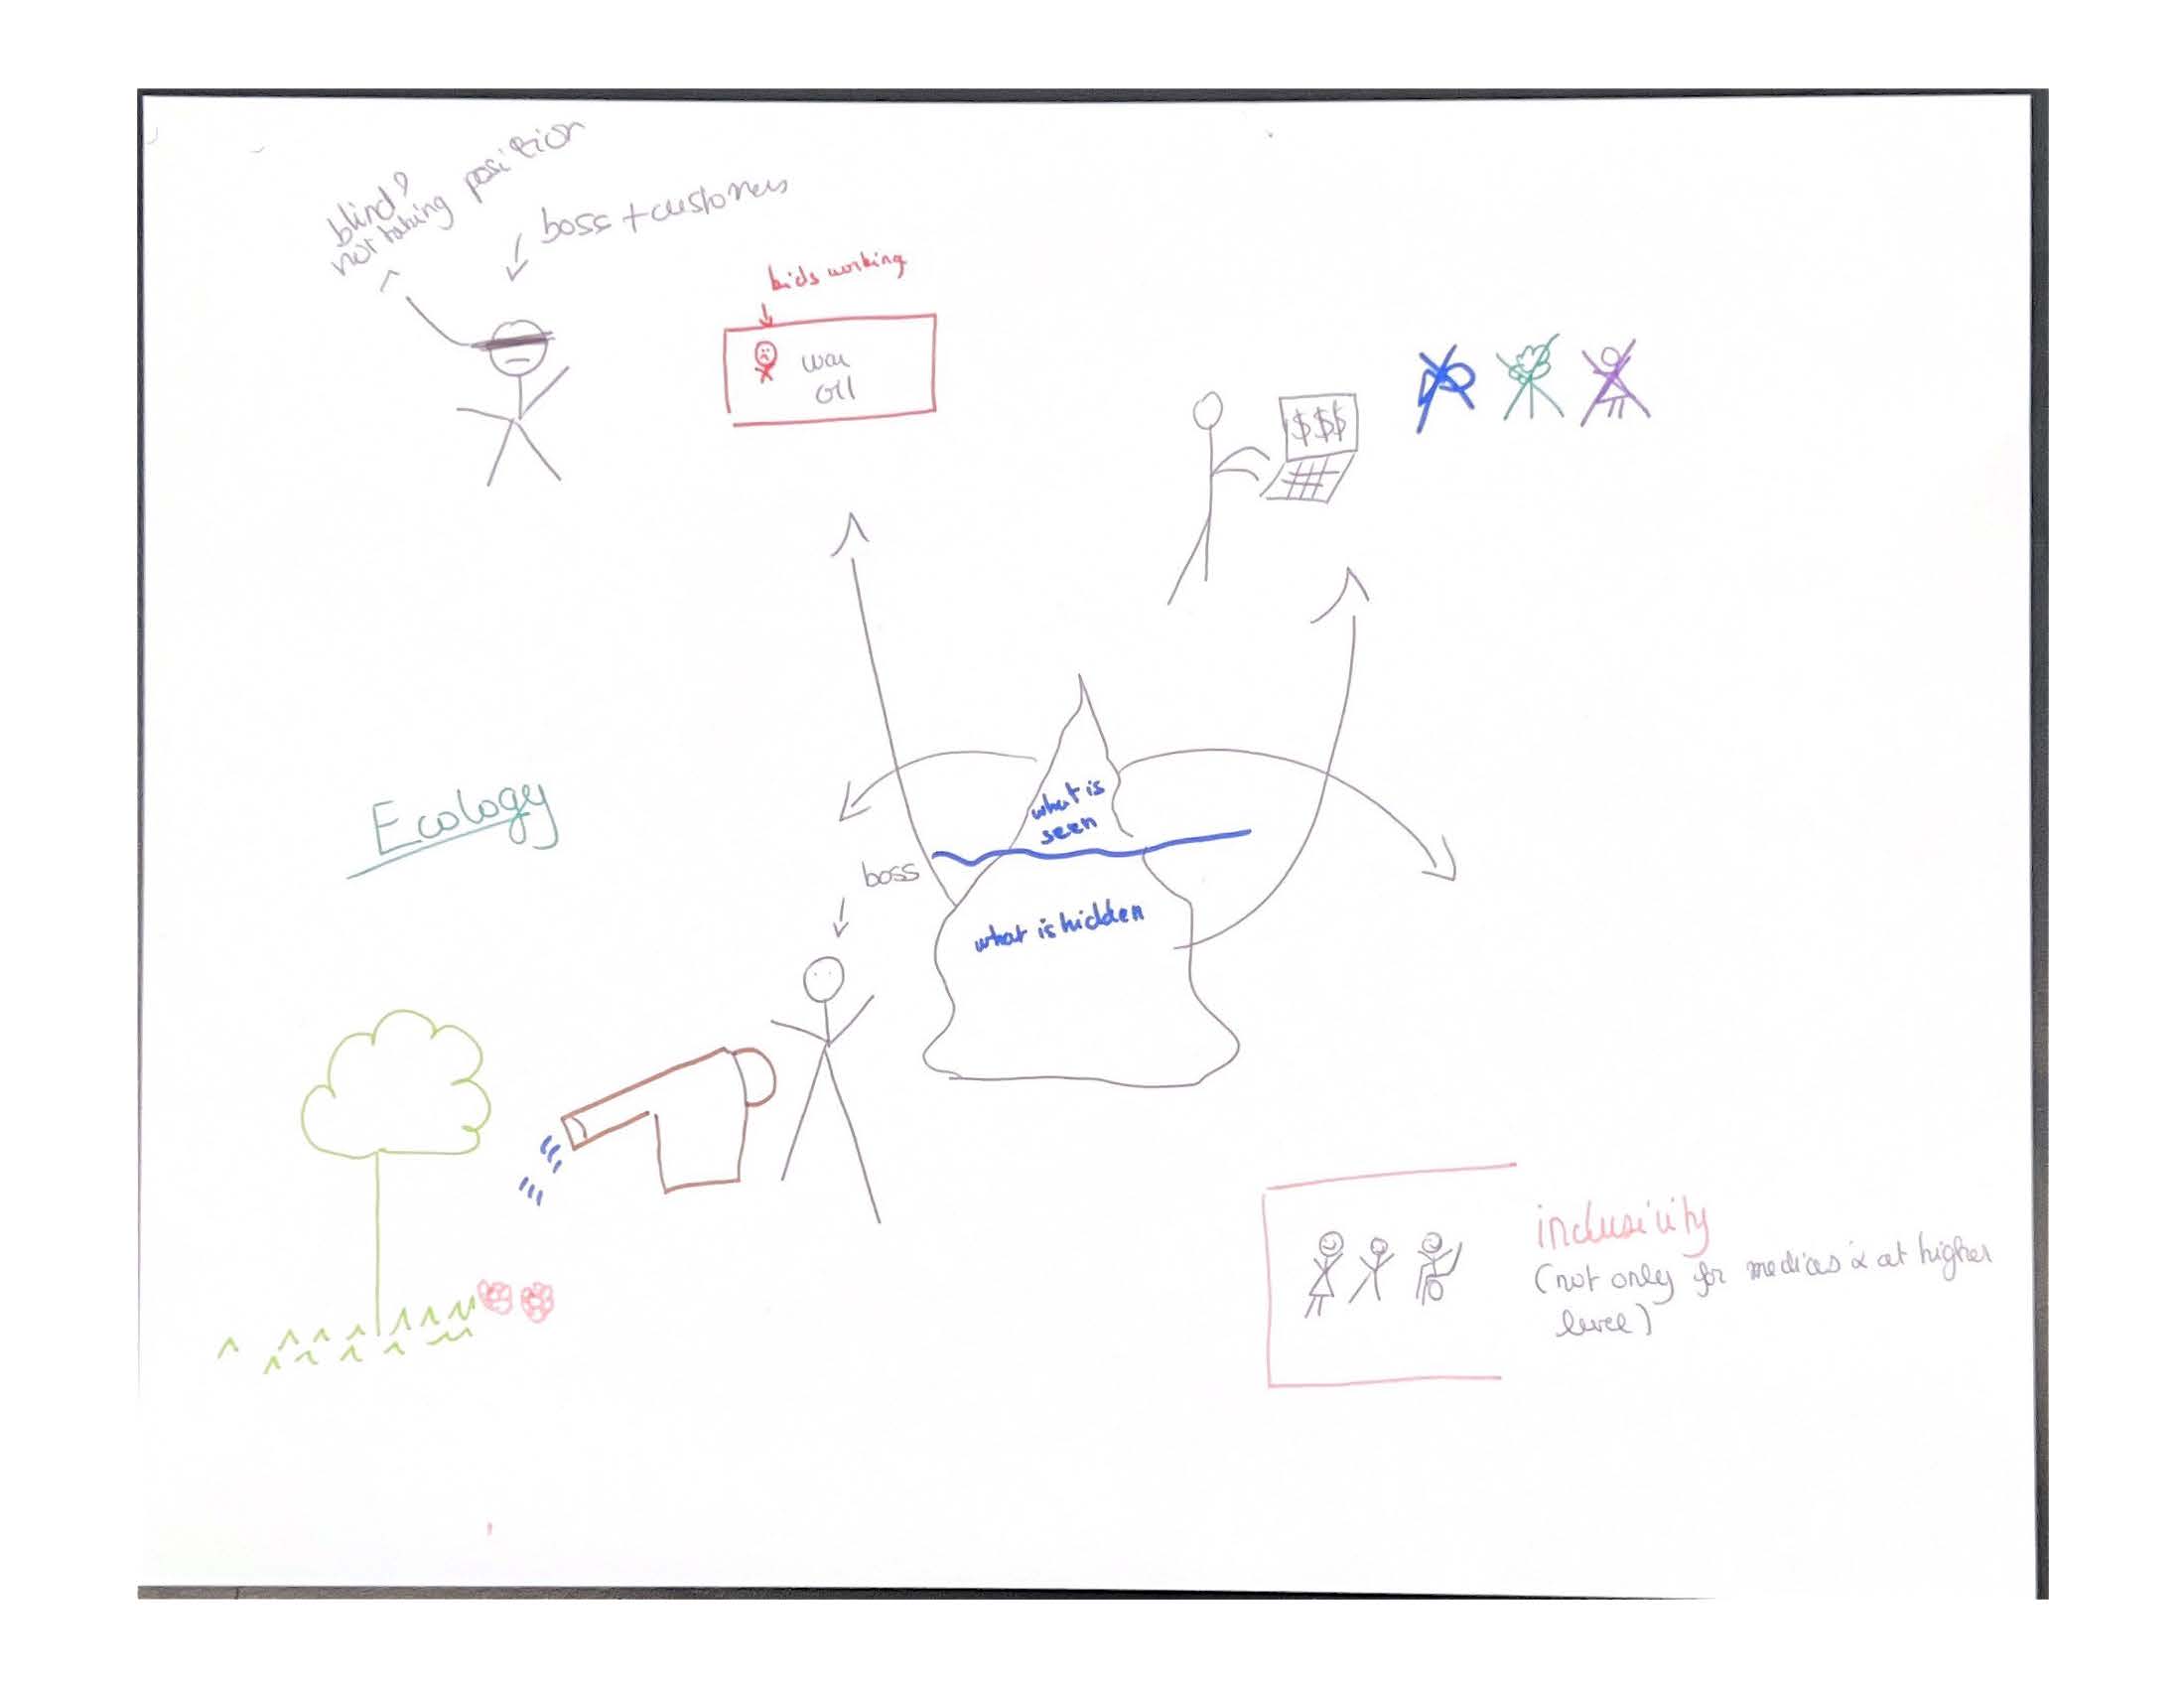 blind?
not taking position
boss + customers
kids working
war
oil
$$$
what is
seen
what is hidden
Ecology
boss
inclusivity
(not only for medias & at higher
level)